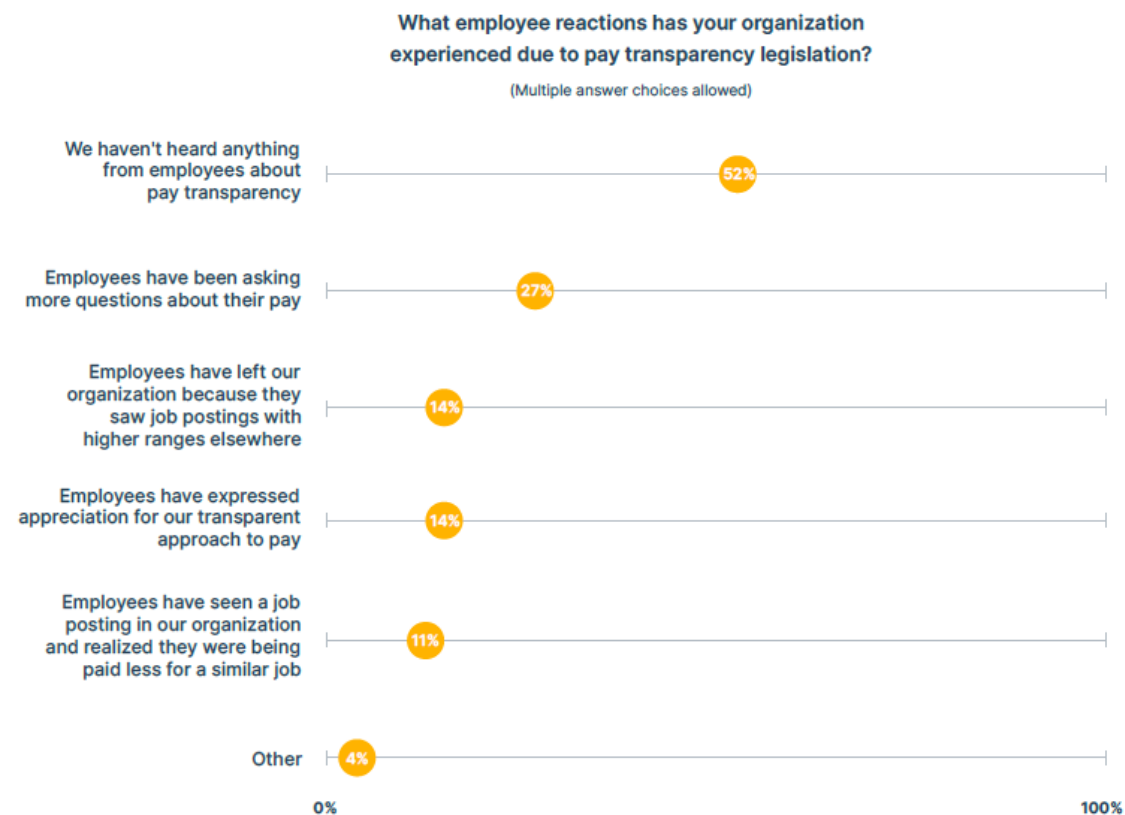 What employee reactions has your organization
experienced due to pay transparency legislation?
(Multiple answer choices allowed)
We haven't heard anything
from employees about
pay transparency
52%
Employees have been asking
more questions about their pay
27%
Employees have left our
organization because they
saw job postings with
higher ranges elsewhere
14%
Employees have expressed
appreciation for our transparent
approach to pay
14%
Employees have seen a job
posting in our organization
and realized they were being
paid less for a similar job
11%
Other
4%
0%
100%